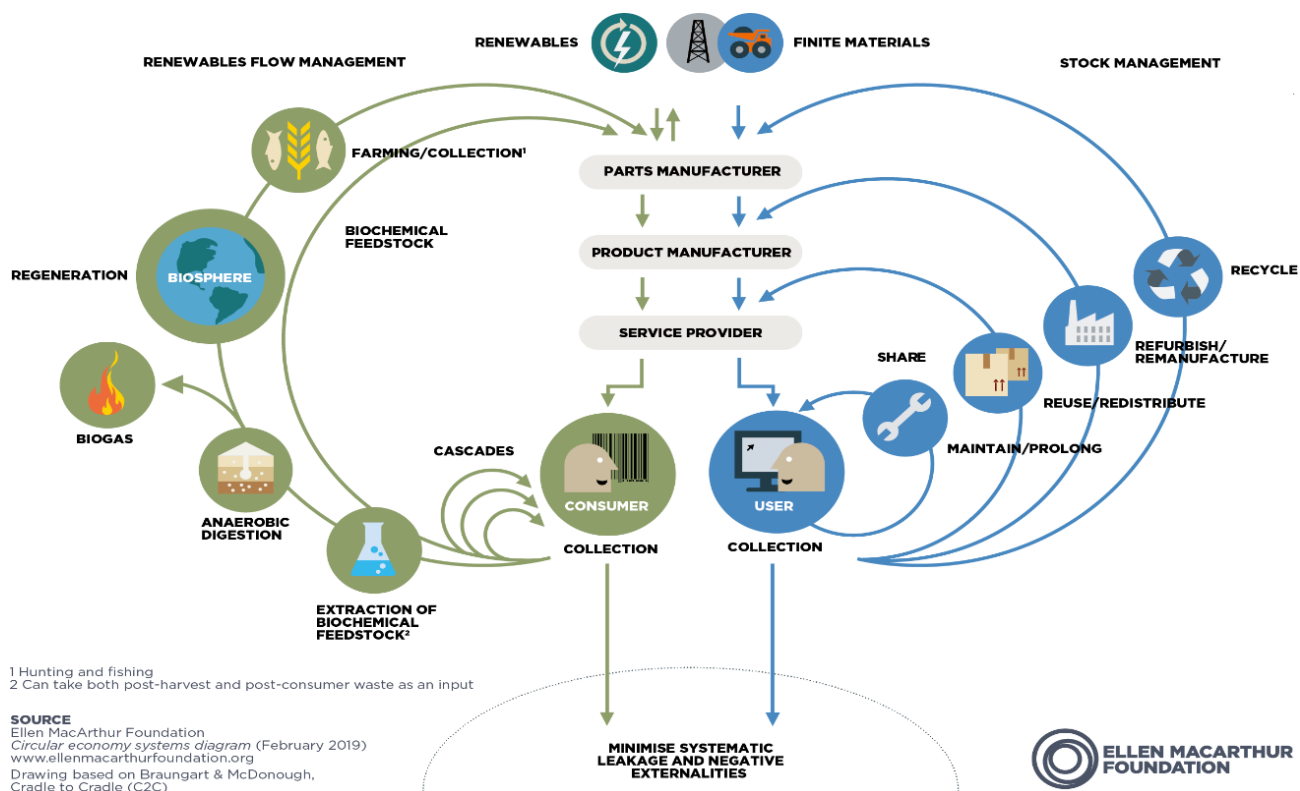 RENEWABLES
FINITE MATERIALS
RENEWABLES FLOW MANAGEMENT
STOCK MANAGEMENT
FARMING/COLLECTION¹
PARTS MANUFACTURER
BIOCHEMICAL
FEEDSTOCK
PRODUCT MANUFACTURER
REGENERATION
BIOSPHERE
RECYCLE
SERVICE PROVIDER
SHARE
REFURBISH/
REMANUFACTURE
REUSE/REDISTRIBUTE
BIOGAS
CASCADES
MAINTAIN/PROLONG
CONSUMER
USER
ANAEROBIC
DIGESTION
COLLECTION
COLLECTION
EXTRACTION OF
BIOCHEMICAL
FEEDSTOCK²
1 Hunting and fishing
2 Can take both post-harvest and post-consumer waste as an input
SOURCE
Ellen MacArthur Foundation
Circular economy systems diagram (February 2019)
www.ellenmacarthurfoundation.org
Drawing based on Braungart & McDonough,
Cradle to Cradle (C2C)
MINIMISE SYSTEMATIC
LEAKAGE AND NEGATIVE
EXTERNALITIES
ELLEN MACARTHUR
FOUNDATION